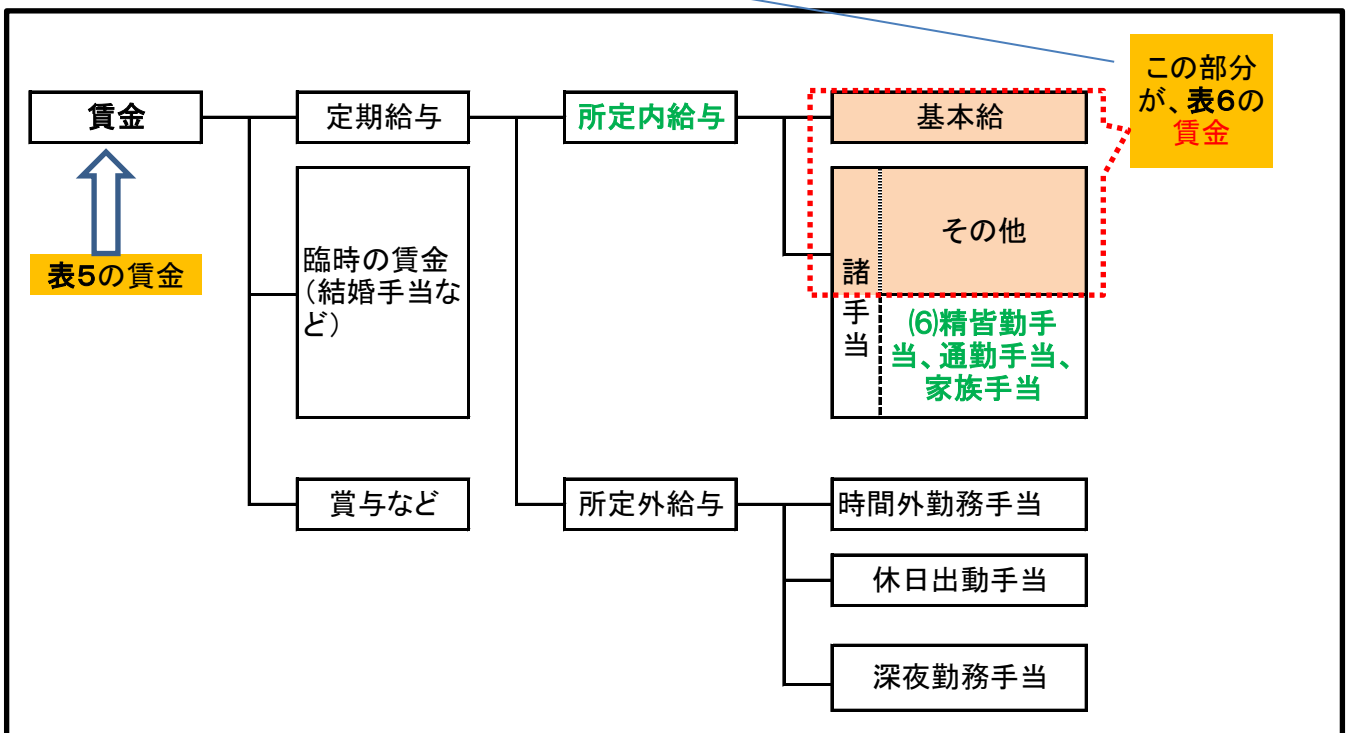 この部分
が、表6の
賃金
賃金
定期給与
所定内給与
基本給
表5の賃金
臨時の賃金
（結婚手当な
ど）
諸
手
当
その他
(6)精皆勤手
当、通勤手当、
家族手当
賞与など
所定外給与
時間外勤務手当
休日出動手当
深夜勤務手当